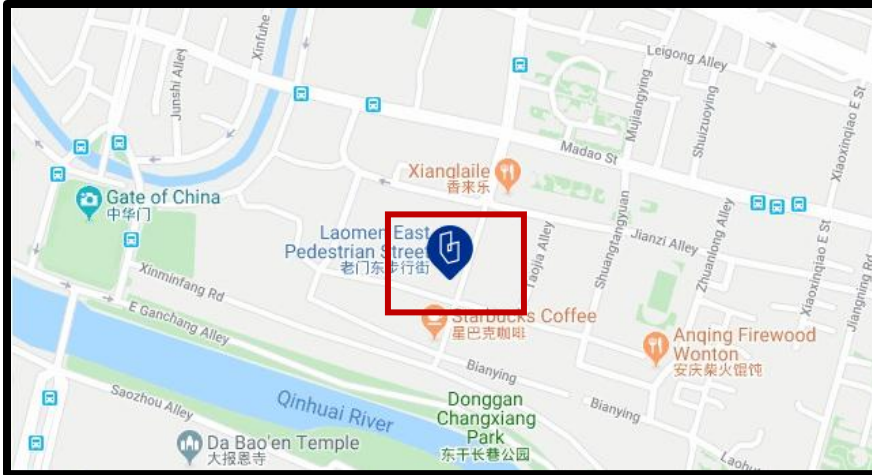 Leigong Alley
Xinfuhe
Junshi Alley
Mujiangying
Shuizuoying
Xiaoxinqiao E St
Madao St
Xianglaile
香来乐
Gate of China
中华门
Laomen East
Pedestrian Street
老门东步行街
Taojia Alley
Shuangtangyuan
Jianzi Alley
Zhuanlong Alley
Xiaoxinqiao E St
Jiangning Rd
Xinminfang Rd
E Ganchang Alley
Starbucks Coffee
星巴克咖啡
Anqing Firewood
Wonton
安庆柴火馄饨
Bianying
Saozhou Alley
Qinhuai River
Donggan
Changxiang
Park
东干长巷公园
Bianying
Da Bao'en Temple
大报恩寺